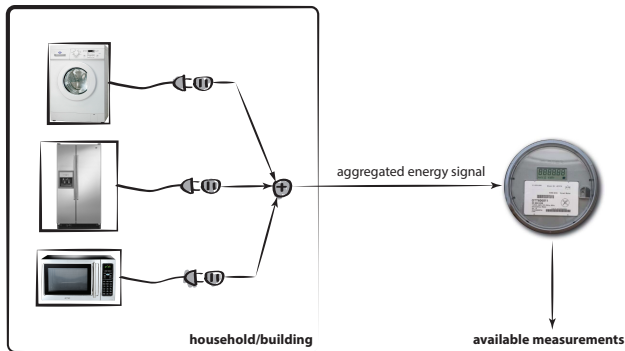 aggregated energy signal
household/building
available measurements